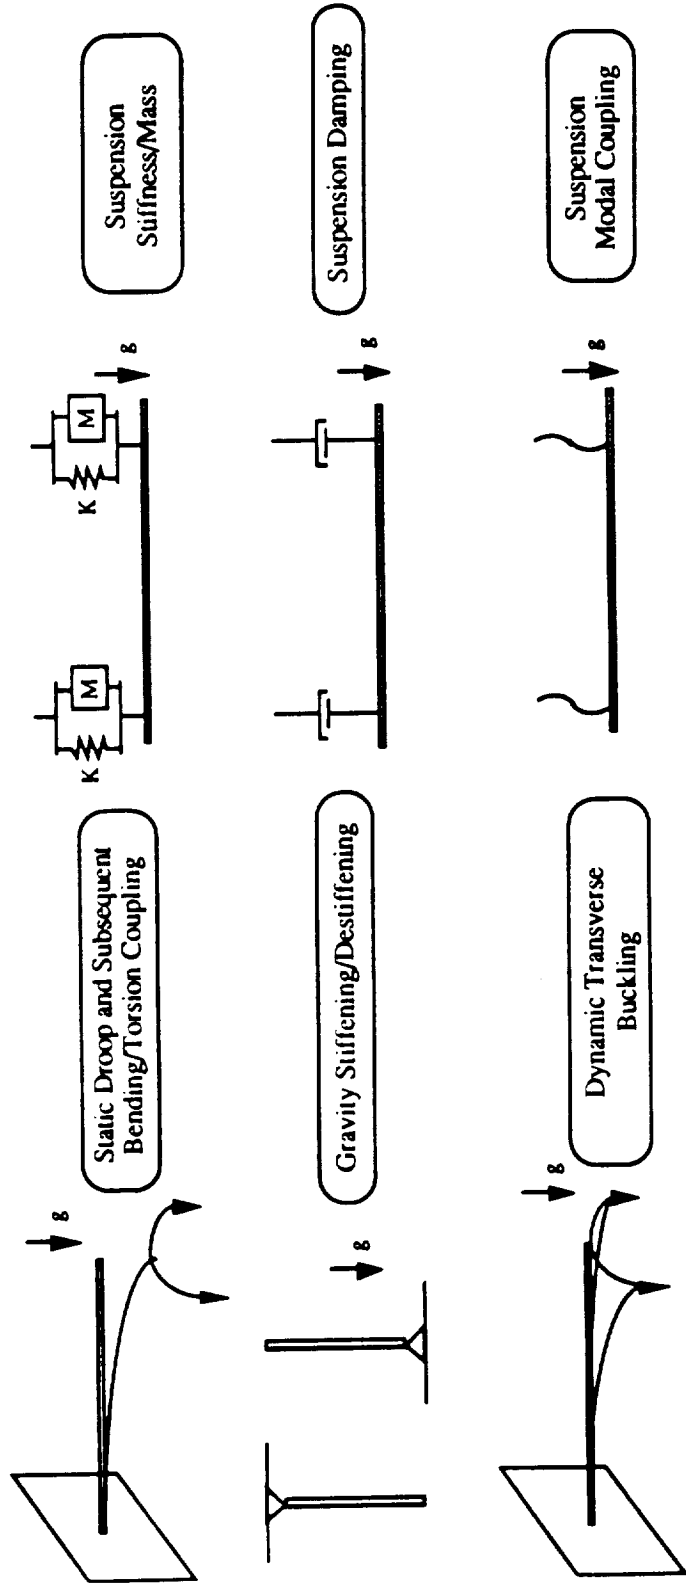 g
Static Droop and Subsequent
Bending/Torsion Coupling
K
M
K
M
g
Suspension
Stiffness/Mass
g
Gravity Stiffening/Destiffening
g
Suspension Damping
g
Dynamic Transverse
Buckling
g
Suspension
Modal Coupling